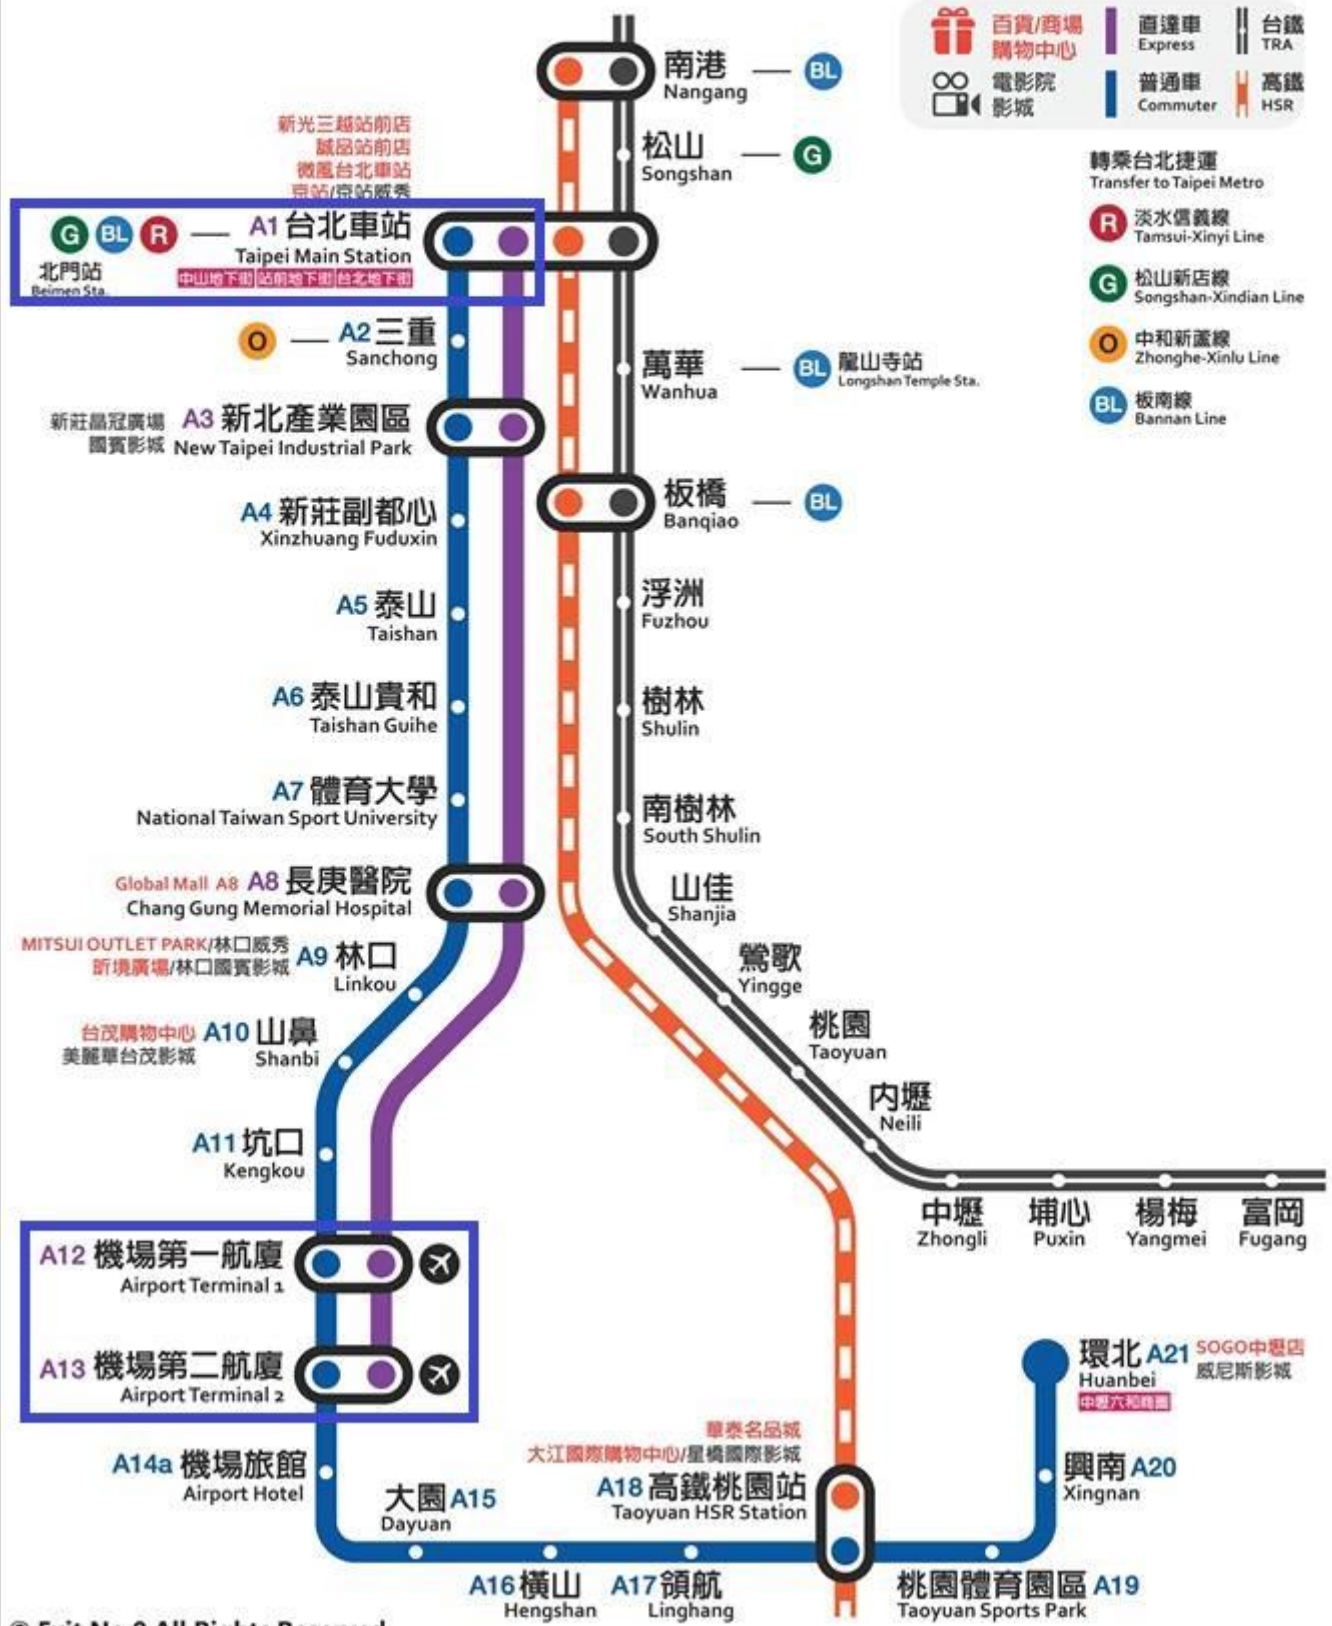 百貨/商場
購物中心
電影院
影城
直達車
Express
普通車
Commuter
台鐵
TRA
高鐵
HSR
轉乘台北捷運
Transfer to Taipei Metro
R 淡水信義線
Tamsui-Xinyi Line
G 松山新店線
Songshan-Xindian Line
O 中和新蘆線
Zhonghe-Xinlu Line
BL 板南線
Bannan Line
南港 BL
Nangang
松山 G
Songshan
新光三越站前店
誠品站前店
微風台北車站
京站/京站威秀
G BL R A1 台北車站
Taipei Main Station
北門站
Beimen Sta.
中山地下街 站前地下街 台北地下街
O A2 三重
Sanchong
萬華 BL 龍山寺站
Wanhua Longshan Temple Sta.
新莊晶冠廣場
國賓影城
A3 新北產業園區
New Taipei Industrial Park
板橋 BL
Banqiao
A4 新莊副都心
Xinzhuang Fuduxin
A5 泰山
Taishan
浮洲
Fuzhou
A6 泰山貴和
Taishan Guihe
樹林
Shulin
A7 體育大學
National Taiwan Sport University
南樹林
South Shulin
Global Mall A8 A8 長庚醫院
Chang Gung Memorial Hospital
山佳
Shanjia
MITSUI OUTLET PARK/林口威秀
昕境廣場/林口國賓影城
A9 林口
Linkou
鶯歌
Yingge
台茂購物中心
美麗華台茂影城
A10 山鼻
Shanbi
桃園
Taoyuan
A11 坑口
Kengkou
內壢
Neili
中壢
Zhongli
埔心
Puxin
楊梅
Yangmei
富岡
Fugang
A12 機場第一航廈
Airport Terminal 1
A13 機場第二航廈
Airport Terminal 2
環北 A21
Huanbei
SOGO中壢店
威尼斯影城
中壢六和商圈
A14a 機場旅館
Airport Hotel
大園 A15
Dayuan
華泰名品城
大江國際購物中心/星橋國際影城
A18 高鐵桃園站
Taoyuan HSR Station
興南 A20
Xingnan
A16 橫山
Hengshan
A17 領航
Linghang
桃園體育園區 A19
Taoyuan Sports Park